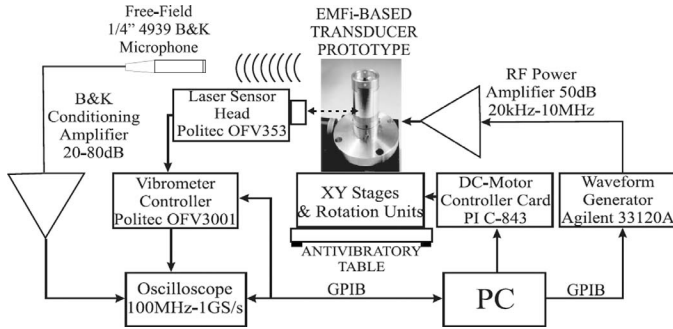 Free-Field
1/4” 4939 B&K
Microphone
EMFi-BASED
TRANSDUCER
PROTOTYPE
B&K
Conditioning
Amplifier
20-80dB
Laser Sensor
Head
Politec OFV353
RF Power
Amplifier 50dB
20kHz-10MHz
Vibrometer
Controller
Politec OFV3001
XY Stages
& Rotation Units
DC-Motor
Controller Card
PI C-843
Waveform
Generator
Agilent 33120A
ANTIVIBRATORY
TABLE
Oscilloscope
100MHz-1GS/s
GPIB
PC
GPIB